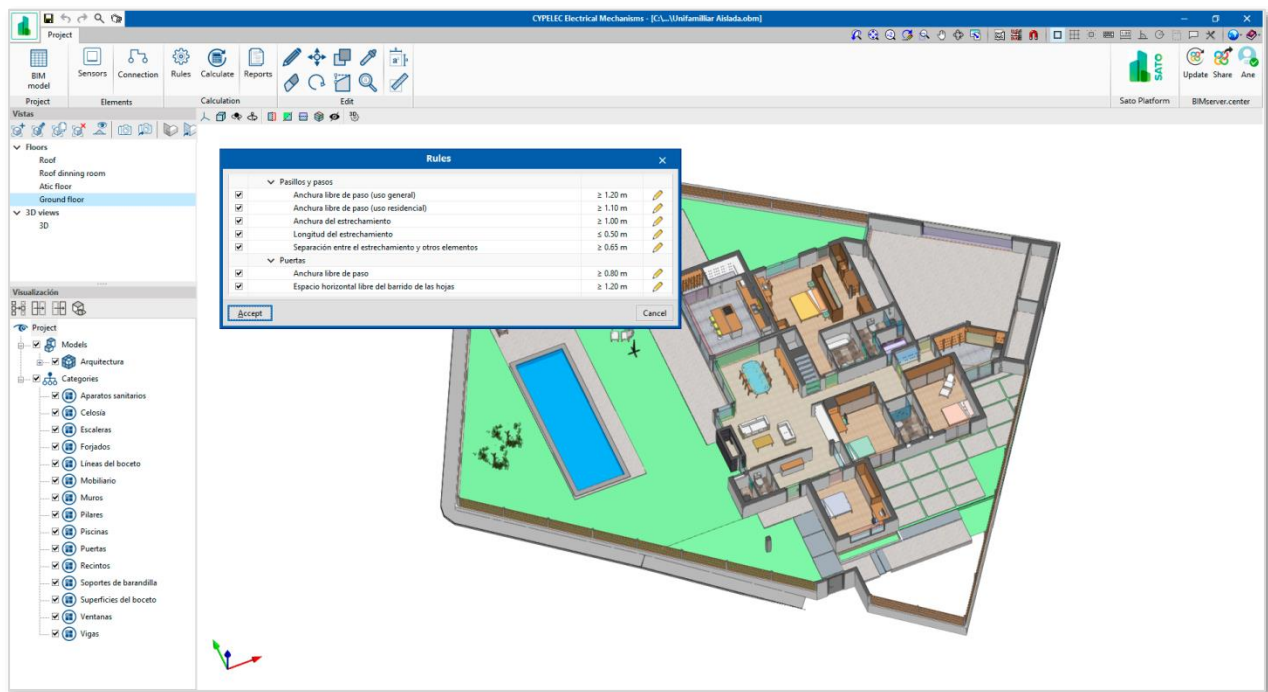 CYPELEC Electrical Mechanisms - [C:\...\Unifamilliar Aislada.obm]
Project
BIM model
Sensors
Connection
Rules
Calculate
Reports
SATO
Update
Share
Ane
Project
Elements
Calculation
Edit
Sato Platform
BIMserver.center
Vistas
Floors
Roof
Roof dinning room
Atic floor
Ground floor
3D views
3D
Visualización
Project
Models
Arquitectura
Categories
Aparatos sanitarios
Celosía
Escaleras
Forjados
Líneas del boceto
Mobiliario
Muros
Pilares
Piscinas
Puertas
Recintos
Soportes de barandilla
Superficies del boceto
Ventanas
Vigas
Rules
Pasillos y pasos
Anchura libre de paso (uso general) ≥ 1.20 m
Anchura libre de paso (uso residencial) ≥ 1.10 m
Anchura del estrechamiento ≥ 1.00 m
Longitud del estrechamiento ≤ 0.50 m
Separación entre el estrechamiento y otros elementos ≥ 0.65 m
Puertas
Anchura libre de paso ≥ 0.80 m
Espacio horizontal libre del barrido de las hojas ≥ 1.20 m
Accept
Cancel